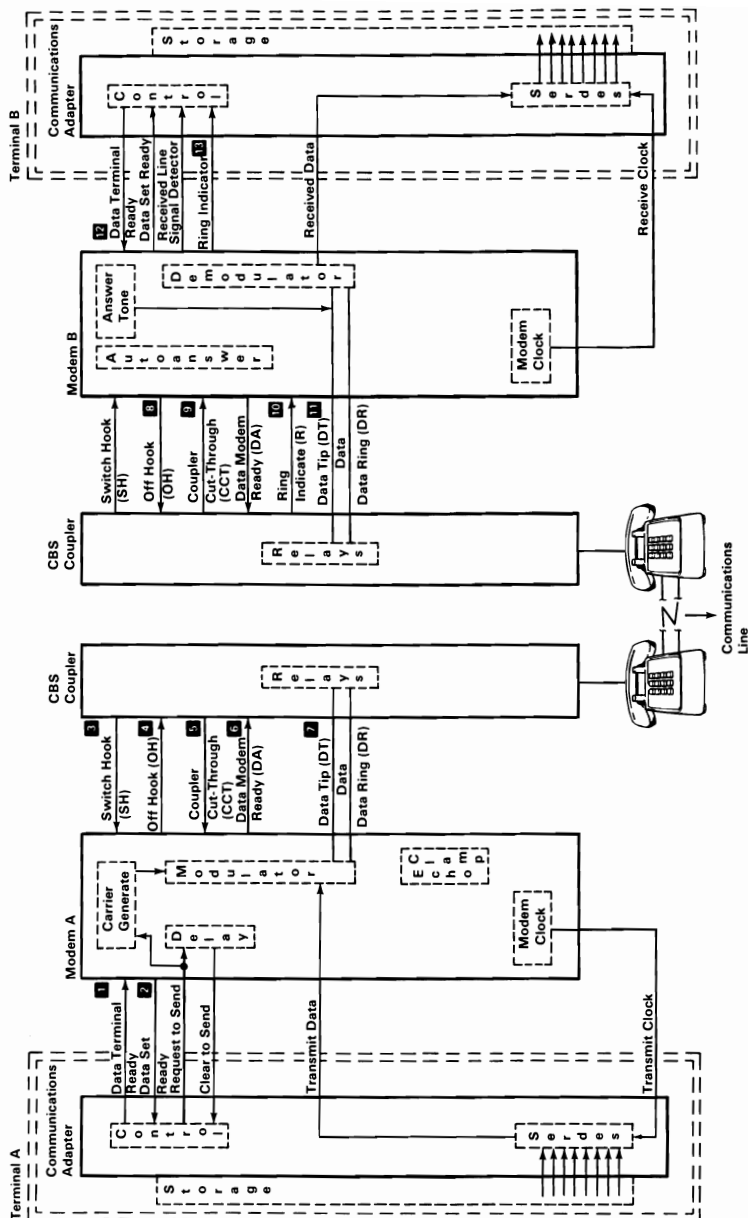 Terminal A
Communications
Adapter
Storage
Control
Serdes
1
Data Terminal
Ready
2
Data Set
Ready
Request to Send
Clear to Send
Transmit Data
Transmit Clock
Modem A
Carrier
Generate
Delay
Modulator
Echo
Clamp
Modem
Clock
3
Switch Hook
(SH)
4
Off Hook (OH)
5
Coupler
Cut-Through
(CCT)
6
Data Modem
Ready (DA)
7
Data Tip (DT)
Data
Data Ring (DR)
CBS
Coupler
Relays
Communications
Line
CBS
Coupler
Relays
Switch Hook
(SH)
8
Off Hook
(OH)
9
Coupler
Cut-Through
(CCT)
Data Modem
Ready (DA)
10
Ring
Indicate (R)
11
Data Tip (DT)
Data
Data Ring (DR)
Modem B
Autoanswer
Answer
Tone
Demodulator
Modem
Clock
12
Data Terminal
Ready
Data Set Ready
Received Line
Signal Detector
Ring Indicator
13
Received Data
Receive Clock
Terminal B
Communications
Adapter
Control
Serdes
Storage